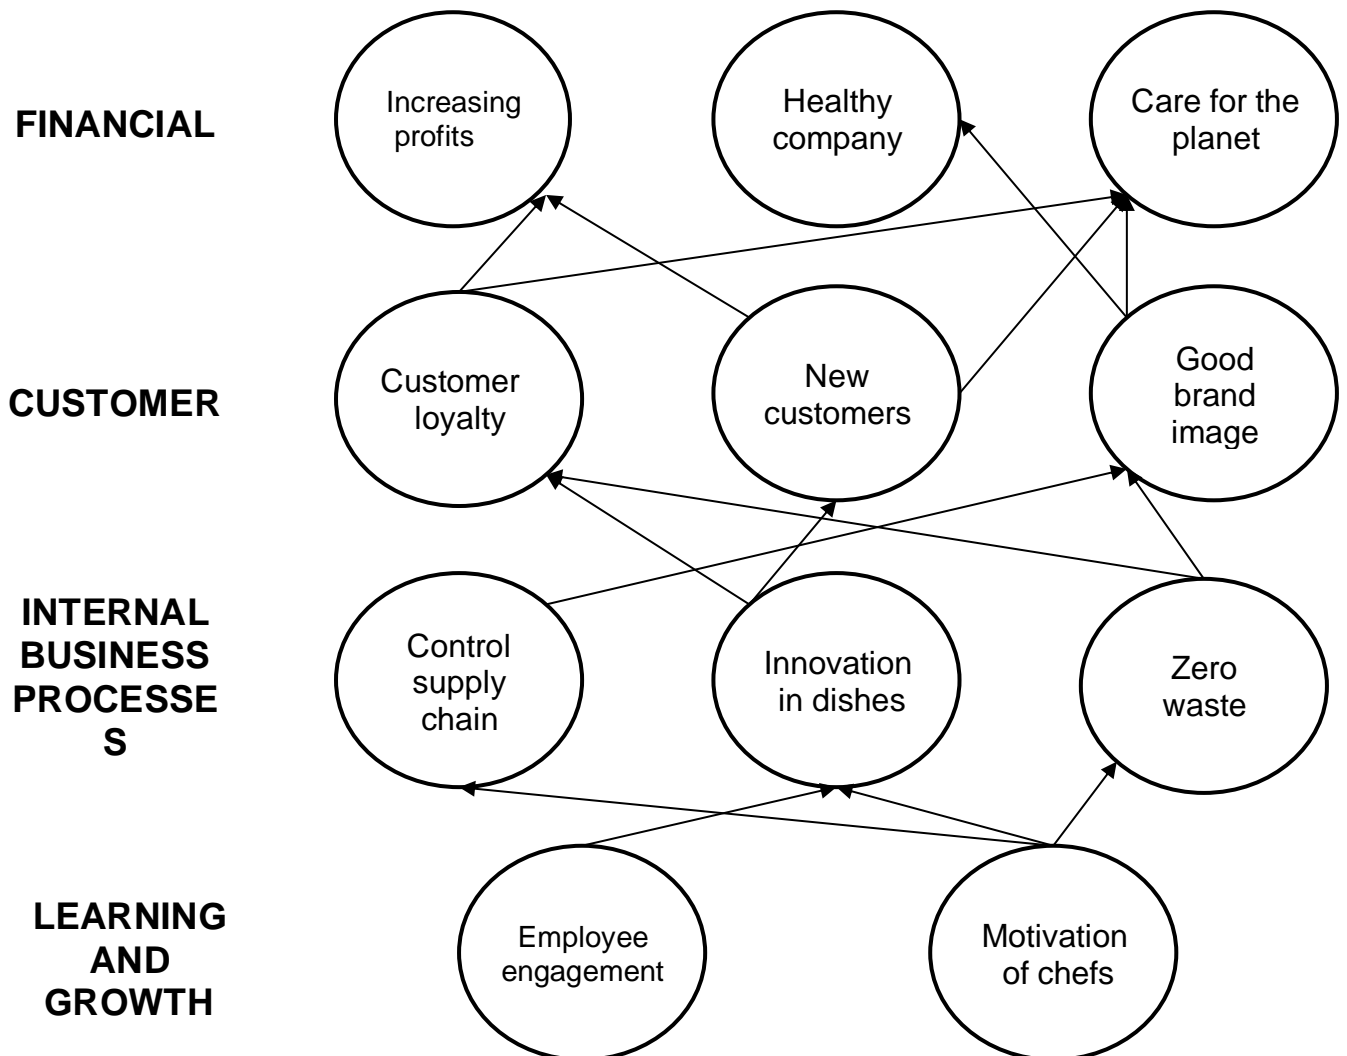 FINANCIAL
Increasing
profits
Healthy
company
Care for the
planet
CUSTOMER
Customer
loyalty
New
customers
Good
brand
image
INTERNAL
BUSINESS
PROCESSE
S
Control
supply
chain
Innovation
in dishes
Zero
waste
LEARNING
AND
GROWTH
Employee
engagement
Motivation
of chefs